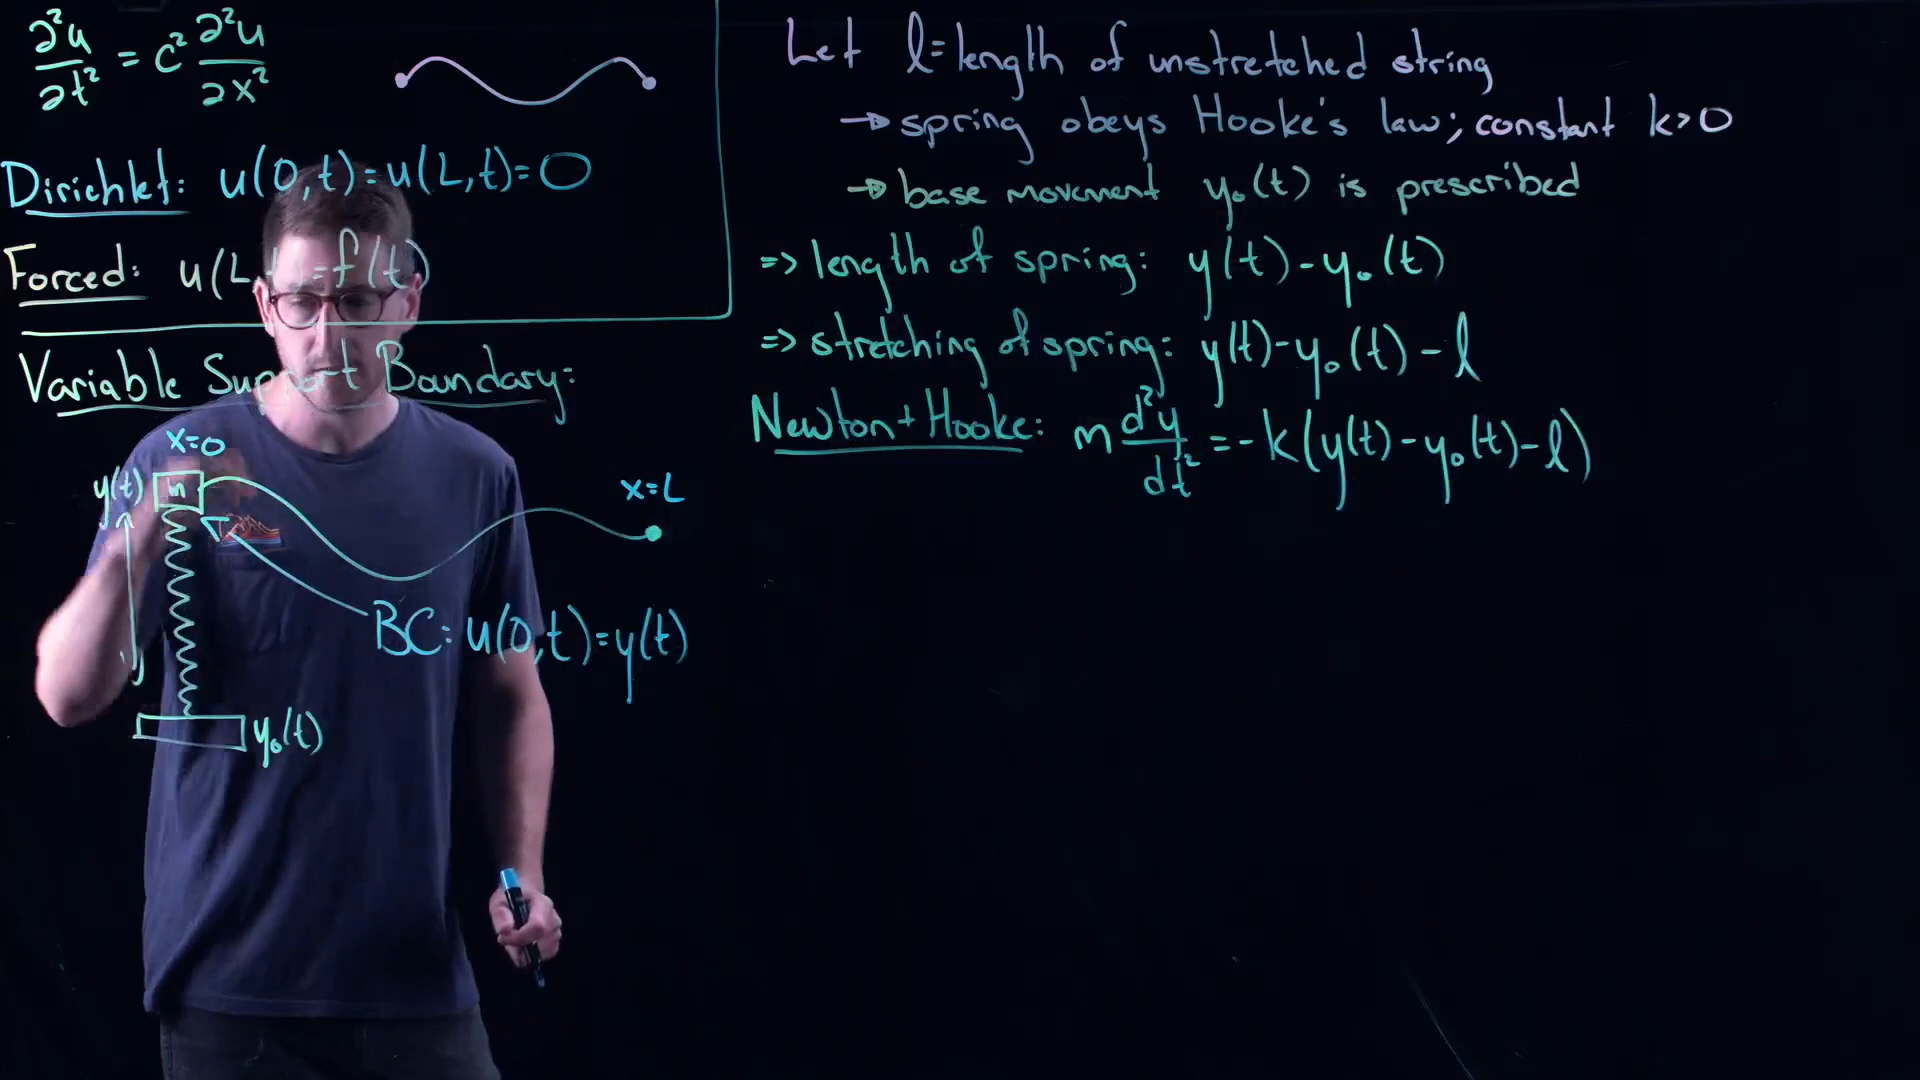 ∂²u/∂t² = c² ∂²u/∂x²
Dirichlet: u(0,t)=u(L,t)=0
Forced: u(L,t)=f(t)
Variable Support Boundary:
x=0
y(t)
m
x=L
BC: u(0,t)=y(t)
y₀(t)
Let ℓ=length of unstretched string
→ spring obeys Hooke's law; constant k>0
→ base movement y₀(t) is prescribed
=> length of spring: y(t)-y₀(t)
=> stretching of spring: y(t)-y₀(t)-ℓ
Newton+Hooke: m d²y/dt² = -k(y(t)-y₀(t)-ℓ)